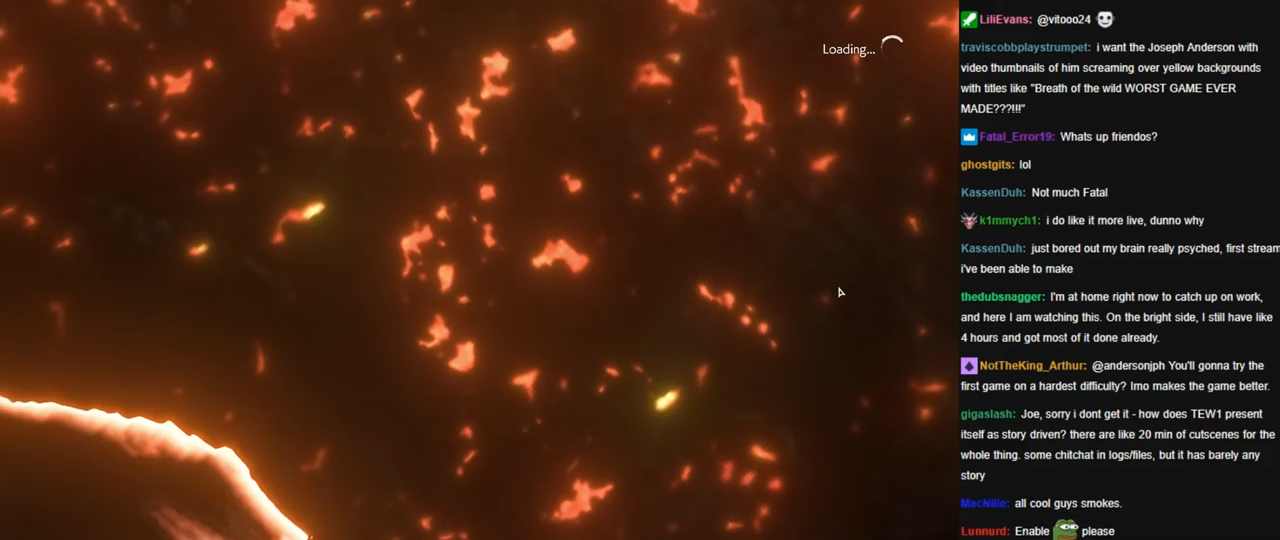 Loading...
LiliEvans: @vitooo24
traviscobbplaystrumpet: i want the Joseph Anderson with
video thumbnails of him screaming over yellow backgrounds
with titles like "Breath of the wild WORST GAME EVER
MADE???!!!"
Fatal_Error19: Whats up friendos?
ghostgits: lol
KassenDuh: Not much Fatal
k1mmych1: i do like it more live, dunno why
KassenDuh: just bored out my brain really psyched, first stream
i've been able to make
thedubsnagger: I'm at home right now to catch up on work,
and here I am watching this. On the bright side, I still have like
4 hours and got most of it done already.
NotTheKing_Arthur: @andersonjph You'll gonna try the
first game on a hardest difficulty? Imo makes the game better.
gigaslash: Joe, sorry i dont get it - how does TEW1 present
itself as story driven? there are like 20 min of cutscenes for the
whole thing. some chitchat in logs/files, but it has barely any
story
MacNille: all cool guys smokes.
Lunnurd: Enable please